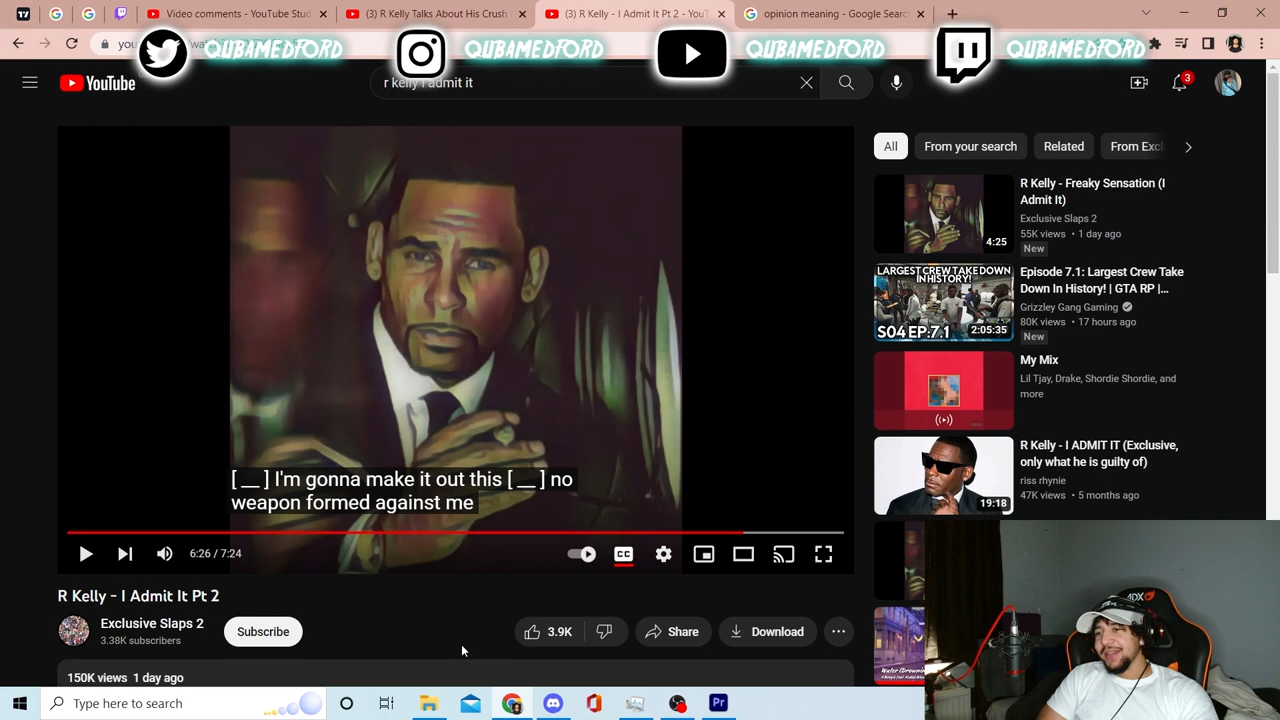 Video comments - YouTube Stud
(3) R Kelly Talks About His Crush
(3) R Kelly - I Admit It Pt 2 - YouT
opinion meaning - Google Searc
QUBAMEDFORD
QUBAMEDFORD
QUBAMEDFORD
QUBAMEDFORD
YouTube
r kelly i admit it
3
All
From your search
Related
From Excl
R Kelly - Freaky Sensation (I
Admit It)
Exclusive Slaps 2
55K views • 1 day ago
New
4:25
LARGEST CREW TAKE DOWN
IN HISTORY!
S04 EP:7.1
2:05:35
Episode 7.1: Largest Crew Take
Down In History! | GTA RP |...
Grizzley Gang Gaming
80K views • 17 hours ago
New
My Mix
Lil Tjay, Drake, Shordie Shordie, and
more
R Kelly - I ADMIT IT (Exclusive,
only what he is guilty of)
riss rhynie
47K views • 5 months ago
19:18
[ __ ] I'm gonna make it out this [ __ ] no
weapon formed against me
6:26 / 7:24
CC
R Kelly - I Admit It Pt 2
Exclusive Slaps 2
3.38K subscribers
Subscribe
3.9K
Share
Download
150K views 1 day ago
ADX
Type here to search
Pr